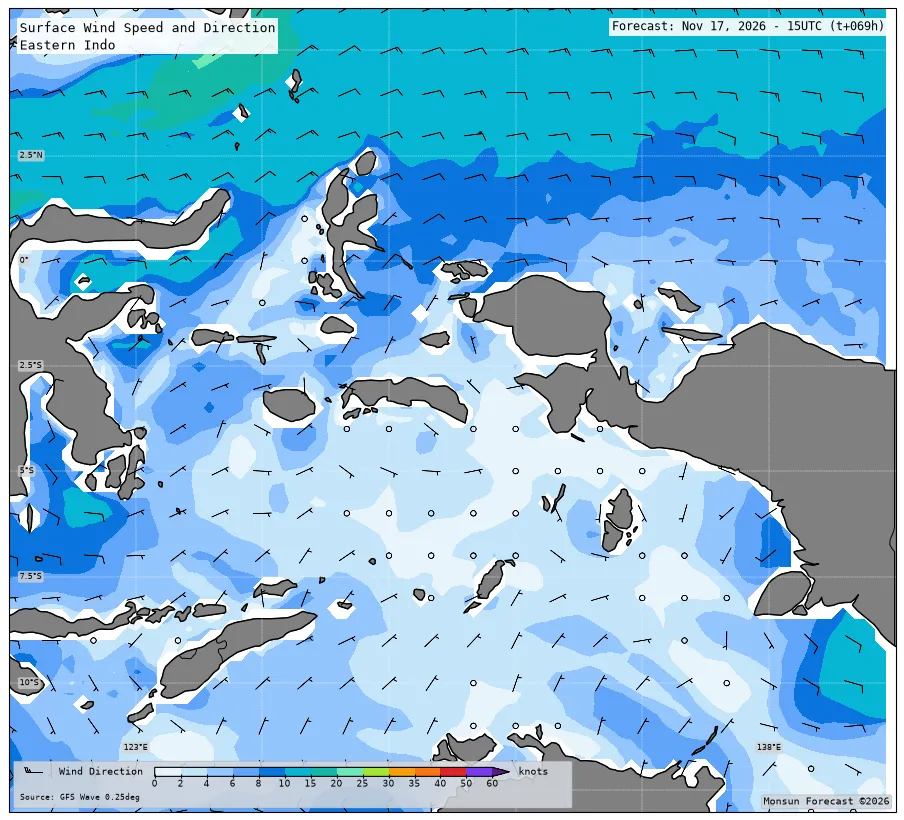 Surface Wind Speed and Direction
Eastern Indo
Forecast: Nov 17, 2026 - 15UTC (t+069h)
2.5°N
0°
2.5°S
5°S
7.5°S
10°S
123°E
138°E
Wind Direction
0 2 4 6 8 10 15 20 25 30 35 40 50 60
knots
Source: GFS Wave 0.25deg
Monsun Forecast ©2026